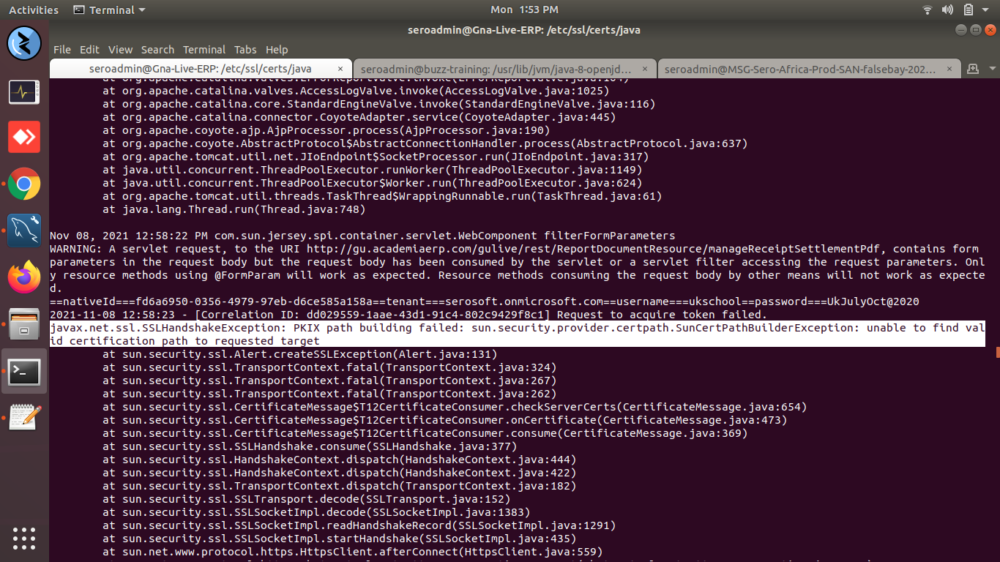 Activities Terminal Mon 1:53 PM
seroadmin@Gna-Live-ERP: /etc/ssl/certs/java
File Edit View Search Terminal Tabs Help
seroadmin@Gna-Live-ERP: /etc/ssl/certs/java × seroadmin@buzz-training: /usr/lib/jvm/java-8-openjd... × seroadmin@MSG-Sero-Africa-Prod-SAN-falsebay-202... ×
at org.apache.catalina.valves.ErrorReportValve.invoke(ErrorReportValve.java:104)
at org.apache.catalina.valves.AccessLogValve.invoke(AccessLogValve.java:1025)
at org.apache.catalina.core.StandardEngineValve.invoke(StandardEngineValve.java:116)
at org.apache.catalina.connector.CoyoteAdapter.service(CoyoteAdapter.java:445)
at org.apache.coyote.ajp.AjpProcessor.process(AjpProcessor.java:190)
at org.apache.coyote.AbstractProtocol$AbstractConnectionHandler.process(AbstractProtocol.java:637)
at org.apache.tomcat.util.net.JIoEndpoint$SocketProcessor.run(JIoEndpoint.java:317)
at java.util.concurrent.ThreadPoolExecutor.runWorker(ThreadPoolExecutor.java:1149)
at java.util.concurrent.ThreadPoolExecutor$Worker.run(ThreadPoolExecutor.java:624)
at org.apache.tomcat.util.threads.TaskThread$WrappingRunnable.run(TaskThread.java:61)
at java.lang.Thread.run(Thread.java:748)
Nov 08, 2021 12:58:22 PM com.sun.jersey.spi.container.servlet.WebComponent filterFormParameters
WARNING: A servlet request, to the URI http://gu.academiaerp.com/gulive/rest/ReportDocumentResource/manageReceiptSettlementPdf, contains form
parameters in the request body but the request body has been consumed by the servlet or a servlet filter accessing the request parameters. Onl
y resource methods using @FormParam will work as expected. Resource methods consuming the request body by other means will not work as expecte
d.
==nativeId===fd6a6950-0356-4979-97eb-d6ce585a158a==tenant===serosoft.onmicrosoft.com==username===ukschool==password===UkJulyOct@2020
2021-11-08 12:58:23 - [Correlation ID: dd029559-1aae-43d1-91c4-802c9429f8c1] Request to acquire token failed.
javax.net.ssl.SSLHandshakeException: PKIX path building failed: sun.security.provider.certpath.SunCertPathBuilderException: unable to find val
id certification path to requested target
at sun.security.ssl.Alert.createSSLException(Alert.java:131)
at sun.security.ssl.TransportContext.fatal(TransportContext.java:324)
at sun.security.ssl.TransportContext.fatal(TransportContext.java:267)
at sun.security.ssl.TransportContext.fatal(TransportContext.java:262)
at sun.security.ssl.CertificateMessage$T12CertificateConsumer.checkServerCerts(CertificateMessage.java:654)
at sun.security.ssl.CertificateMessage$T12CertificateConsumer.onCertificate(CertificateMessage.java:473)
at sun.security.ssl.CertificateMessage$T12CertificateConsumer.consume(CertificateMessage.java:369)
at sun.security.ssl.SSLHandshake.consume(SSLHandshake.java:377)
at sun.security.ssl.HandshakeContext.dispatch(HandshakeContext.java:444)
at sun.security.ssl.HandshakeContext.dispatch(HandshakeContext.java:422)
at sun.security.ssl.TransportContext.dispatch(TransportContext.java:182)
at sun.security.ssl.SSLTransport.decode(SSLTransport.java:152)
at sun.security.ssl.SSLSocketImpl.decode(SSLSocketImpl.java:1383)
at sun.security.ssl.SSLSocketImpl.readHandshakeRecord(SSLSocketImpl.java:1291)
at sun.security.ssl.SSLSocketImpl.startHandshake(SSLSocketImpl.java:435)
at sun.net.www.protocol.https.HttpsClient.afterConnect(HttpsClient.java:559)